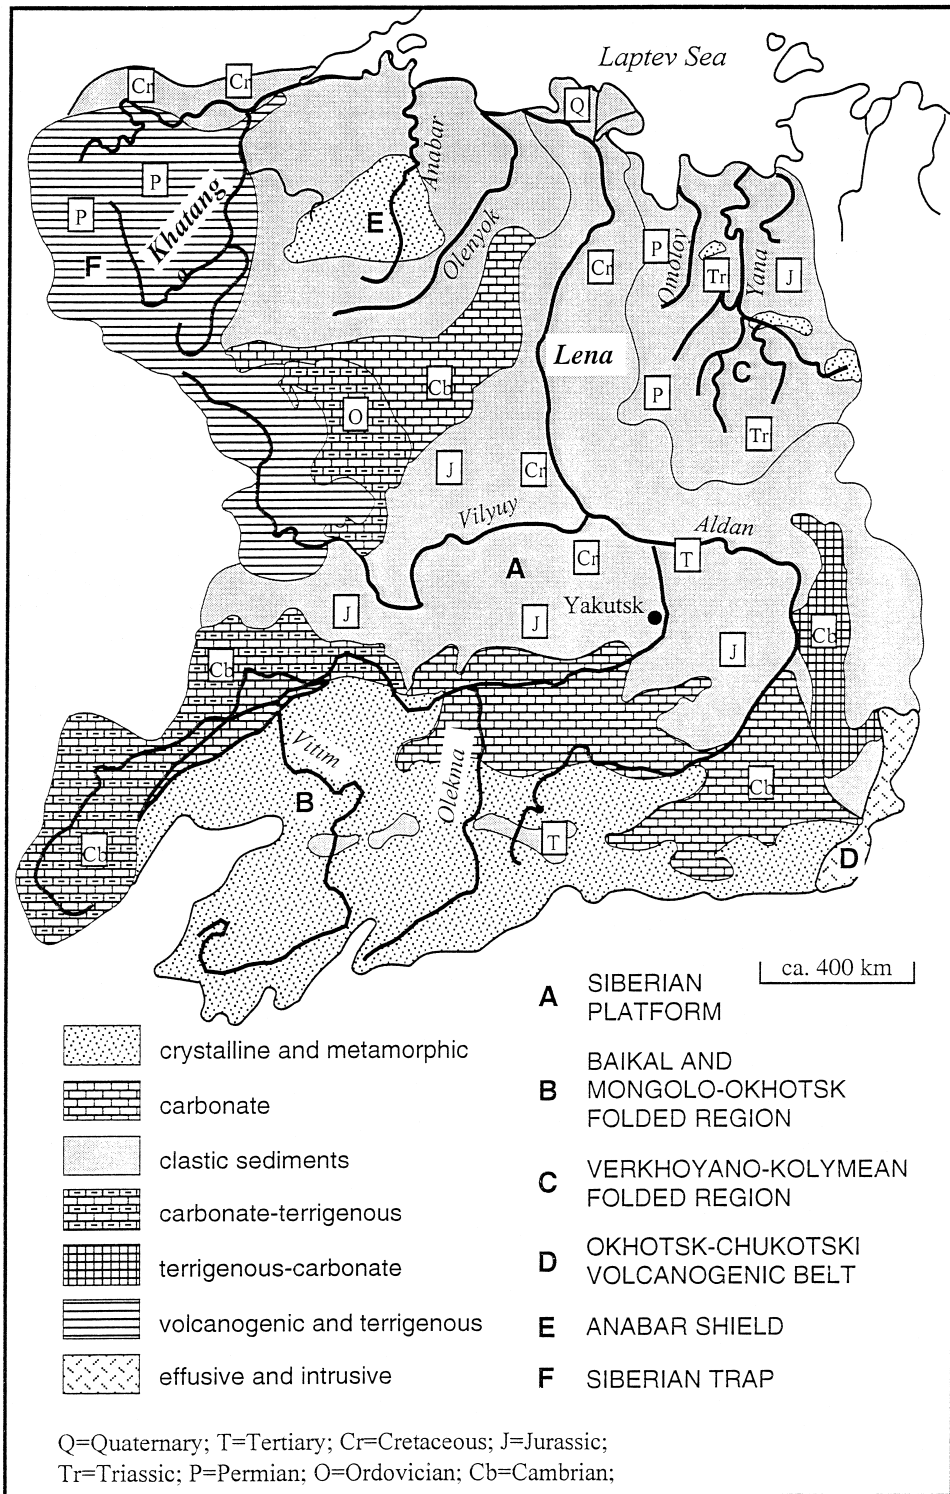 Laptev Sea
Cr
Cr
Q
Anabar
P
P
Khatang
E
Olenyok
F
Cr
P
Omoloy
Tr
Yana
J
Lena
Cb
P
C
O
Tr
J
Cr
Vilyuy
Aldan
A
Cr
T
J
J
Yakutsk
Cb
J
Cb
Vitim
Olekma
B
Cb
Cb
T
D
ca. 400 km
A SIBERIAN
PLATFORM
B BAIKAL AND
MONGOLO-OKHOTSK
FOLDED REGION
C VERKHOYANO-KOLYMEAN
FOLDED REGION
D OKHOTSK-CHUKOTSKI
VOLCANOGENIC BELT
E ANABAR SHIELD
F SIBERIAN TRAP
crystalline and metamorphic
carbonate
clastic sediments
carbonate-terrigenous
terrigenous-carbonate
volcanogenic and terrigenous
effusive and intrusive
Q=Quaternary; T=Tertiary; Cr=Cretaceous; J=Jurassic;
Tr=Triassic; P=Permian; O=Ordovician; Cb=Cambrian;